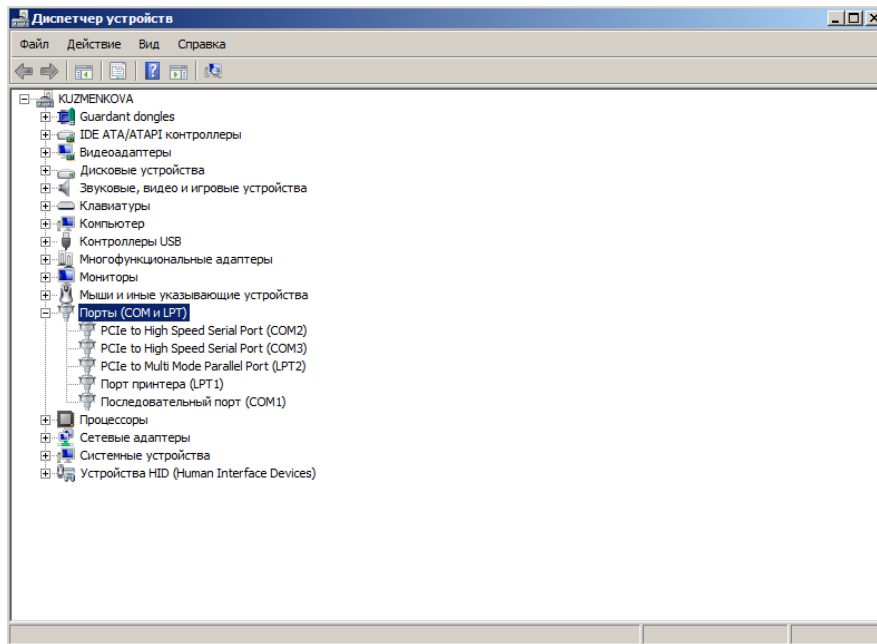 Диспетчер устройств
Файл Действие Вид Справка
KUZMENKOVA
Guardant dongles
IDE ATA/ATAPI контроллеры
Видеоадаптеры
Дисковые устройства
Звуковые, видео и игровые устройства
Клавиатуры
Компьютер
Контроллеры USB
Многофункциональные адаптеры
Мониторы
Мыши и иные указывающие устройства
Порты (COM и LPT)
PCIe to High Speed Serial Port (COM2)
PCIe to High Speed Serial Port (COM3)
PCIe to Multi Mode Parallel Port (LPT2)
Порт принтера (LPT1)
Последовательный порт (COM1)
Процессоры
Сетевые адаптеры
Системные устройства
Устройства HID (Human Interface Devices)